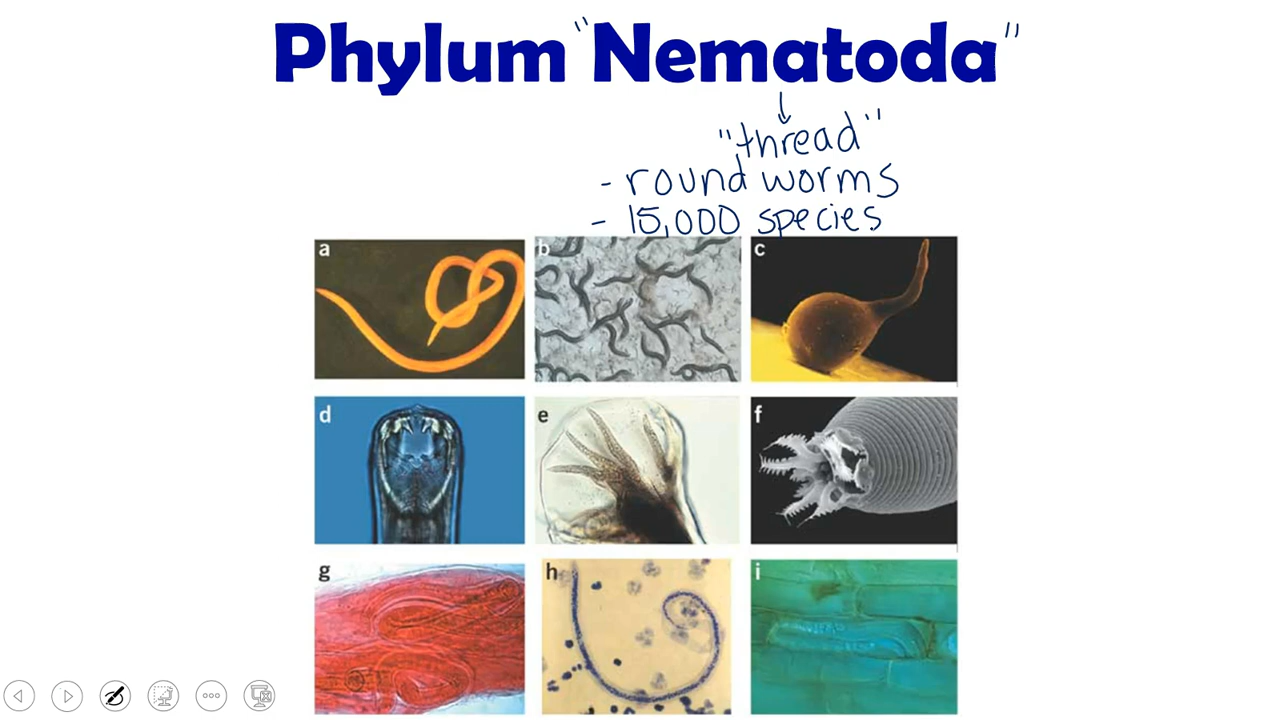 Phylum "Nematoda"
"thread"
- round worms
- 15,000 species
a
b
c
d
e
f
g
h
i